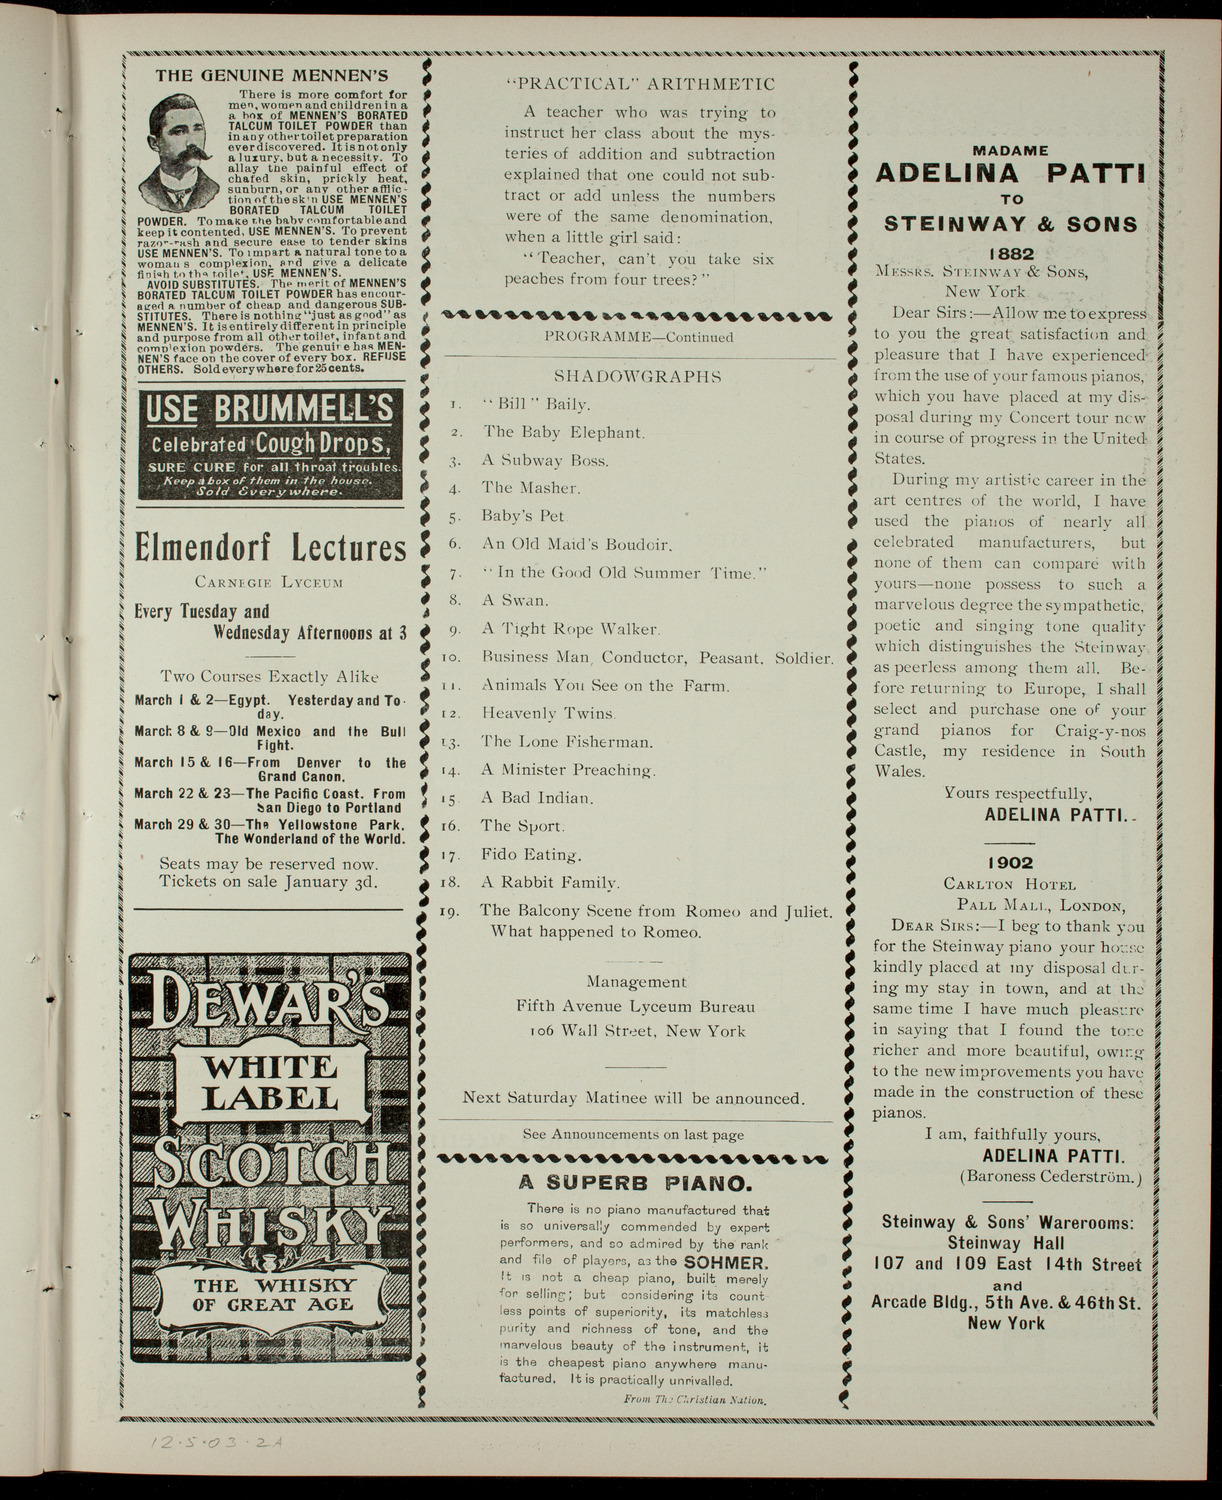 THE GENUINE MENNEN'S
There is more comfort for
men, women and children in a
a box of MENNEN'S BORATED
TALCUM TOILET POWDER than
in any other toilet preparation
ever discovered. It is not only
a luxury, but a necessity. To
allay the painful effect of
chafed skin, prickly heat,
sunburn, or any other afflic-
tion of the skin USE MENNEN'S
BORATED TALCUM TOILET
POWDER. To make the baby comfortable and
keep it contented, USE MENNEN'S. To prevent
razor-rash and secure ease to tender skins
USE MENNEN'S. To impart a natural tone to a
woman s complexion, and give a delicate
finish to the toilet, USE MENNEN'S.
AVOID SUBSTITUTES. The merit of MENNEN'S
BORATED TALCUM TOILET POWDER has encour-
aged a number of cheap and dangerous SUB-
STITUTES. There is nothing "just as good" as
MENNEN'S. It is entirely different in principle
and purpose from all other toilet, infant and
complexion powders. The genuine has MEN-
NEN'S face on the cover of every box. REFUSE
OTHERS. Sold everywhere for 25 cents.
USE BRUMMELL'S
Celebrated Cough Drops,
SURE CURE for all throat troubles.
Keep a box of them in the house.
Sold Everywhere.
Elmendorf Lectures
CARNEGIE LYCEUM
Every Tuesday and
Wednesday Afternoons at 3
Two Courses Exactly Alike
March 1 & 2—Egypt. Yesterday and To-
day.
March 8 & 9—Old Mexico and the Bull
Fight.
March 15 & 16—From Denver to the
Grand Canon.
March 22 & 23—The Pacific Coast. From
San Diego to Portland
March 29 & 30—The Yellowstone Park.
The Wonderland of the World.
Seats may be reserved now.
Tickets on sale January 3d.
DEWAR'S
WHITE
LABEL
SCOTCH
WHISKY
THE WHISKY
OF GREAT AGE
"PRACTICAL" ARITHMETIC
A teacher who was trying to
instruct her class about the mys-
teries of addition and subtraction
explained that one could not sub-
tract or add unless the numbers
were of the same denomination,
when a little girl said:
"Teacher, can't you take six
peaches from four trees?"
PROGRAMME—Continued
SHADOWGRAPHS
1. "Bill" Baily.
2. The Baby Elephant.
3. A Subway Boss.
4. The Masher.
5. Baby's Pet
6. An Old Maid's Boudoir.
7. "In the Good Old Summer Time."
8. A Swan.
9. A Tight Rope Walker.
10. Business Man, Conductor, Peasant, Soldier.
11. Animals You See on the Farm.
12. Heavenly Twins.
13. The Lone Fisherman.
14. A Minister Preaching.
15. A Bad Indian.
16. The Sport.
17. Fido Eating.
18. A Rabbit Family.
19. The Balcony Scene from Romeo and Juliet.
What happened to Romeo.
Management
Fifth Avenue Lyceum Bureau
106 Wall Street, New York
Next Saturday Matinee will be announced.
See Announcements on last page
A SUPERB PIANO.
There is no piano manufactured that
is so universally commended by expert
performers, and so admired by the rank
and file of players, as the SOHMER.
It is not a cheap piano, built merely
for selling; but considering its count
less points of superiority, its matchless
purity and richness of tone, and the
marvelous beauty of the instrument, it
is the cheapest piano anywhere manu-
factured. It is practically unrivalled.
From The Christian Nation.
MADAME
ADELINA PATTI
TO
STEINWAY & SONS
1882
MESSRS. STEINWAY & SONS,
New York
Dear Sirs:—Allow me to express
to you the great satisfaction and
pleasure that I have experienced
from the use of your famous pianos,
which you have placed at my dis-
posal during my Concert tour now
in course of progress in the United
States.
During my artistic career in the
art centres of the world, I have
used the pianos of nearly all
celebrated manufacturers, but
none of them can compare with
yours—none possess to such a
marvelous degree the sympathetic,
poetic and singing tone quality
which distinguishes the Steinway
as peerless among them all. Be-
fore returning to Europe, I shall
select and purchase one of your
grand pianos for Craig-y-nos
Castle, my residence in South
Wales.
Yours respectfully,
ADELINA PATTI.
1902
CARLTON HOTEL
PALL MALL, LONDON,
DEAR SIRS:—I beg to thank you
for the Steinway piano your house
kindly placed at my disposal dur-
ing my stay in town, and at the
same time I have much pleasure
in saying that I found the tone
richer and more beautiful, owing
to the new improvements you have
made in the construction of these
pianos.
I am, faithfully yours,
ADELINA PATTI.
(Baroness Cederström.)
Steinway & Sons' Warerooms:
Steinway Hall
107 and 109 East 14th Street
and
Arcade Bldg., 5th Ave. & 46th St.
New York
12.5.03.2A